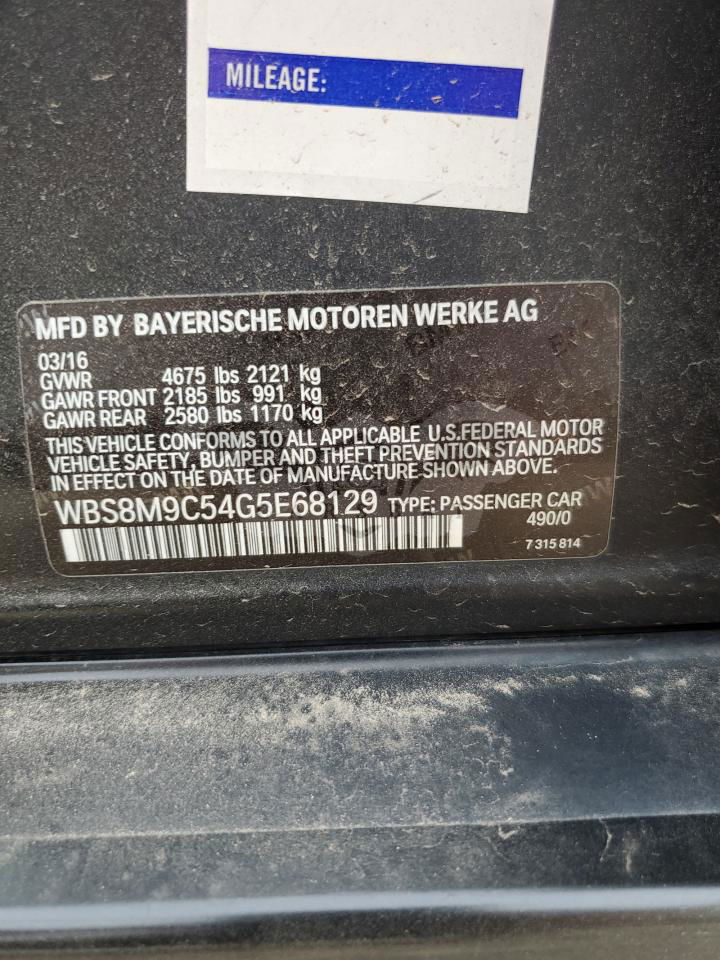 MILEAGE:
MFD BY BAYERISCHE MOTOREN WERKE AG
03/16
GVWR 4675 lbs 2121 kg
GAWR FRONT 2185 lbs 991 kg
GAWR REAR 2580 lbs 1170 kg
THIS VEHICLE CONFORMS TO ALL APPLICABLE U.S.FEDERAL MOTOR
VEHICLE SAFETY, BUMPER AND THEFT PREVENTION STANDARDS
IN EFFECT ON THE DATE OF MANUFACTURE SHOWN ABOVE.
WBS8M9C54G5E68129 TYPE: PASSENGER CAR
490/0
7 315 814